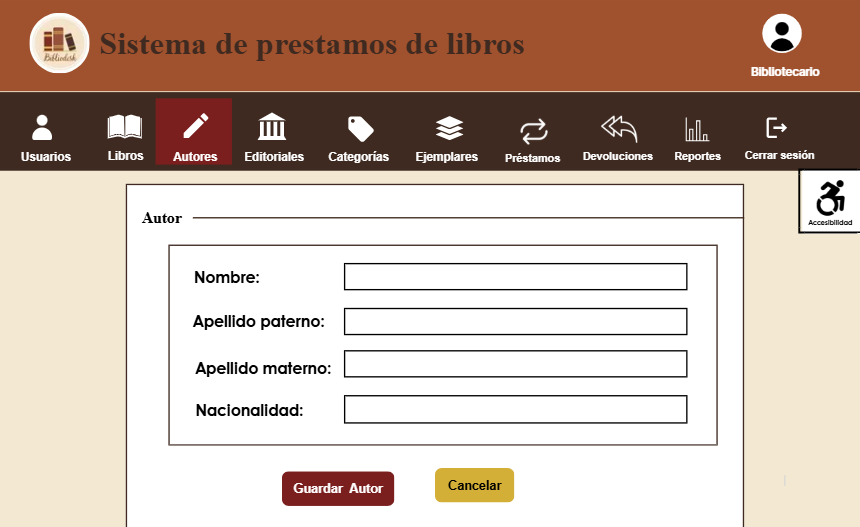 Bibliodesk
Sistema de prestamos de libros
Bibliotecario
Usuarios
Libros
Autores
Editoriales
Categorías
Ejemplares
Préstamos
Devoluciones
Reportes
Cerrar sesión
Accesibilidad
Autor
Nombre:
Apellido paterno:
Apellido materno:
Nacionalidad:
Guardar Autor
Cancelar